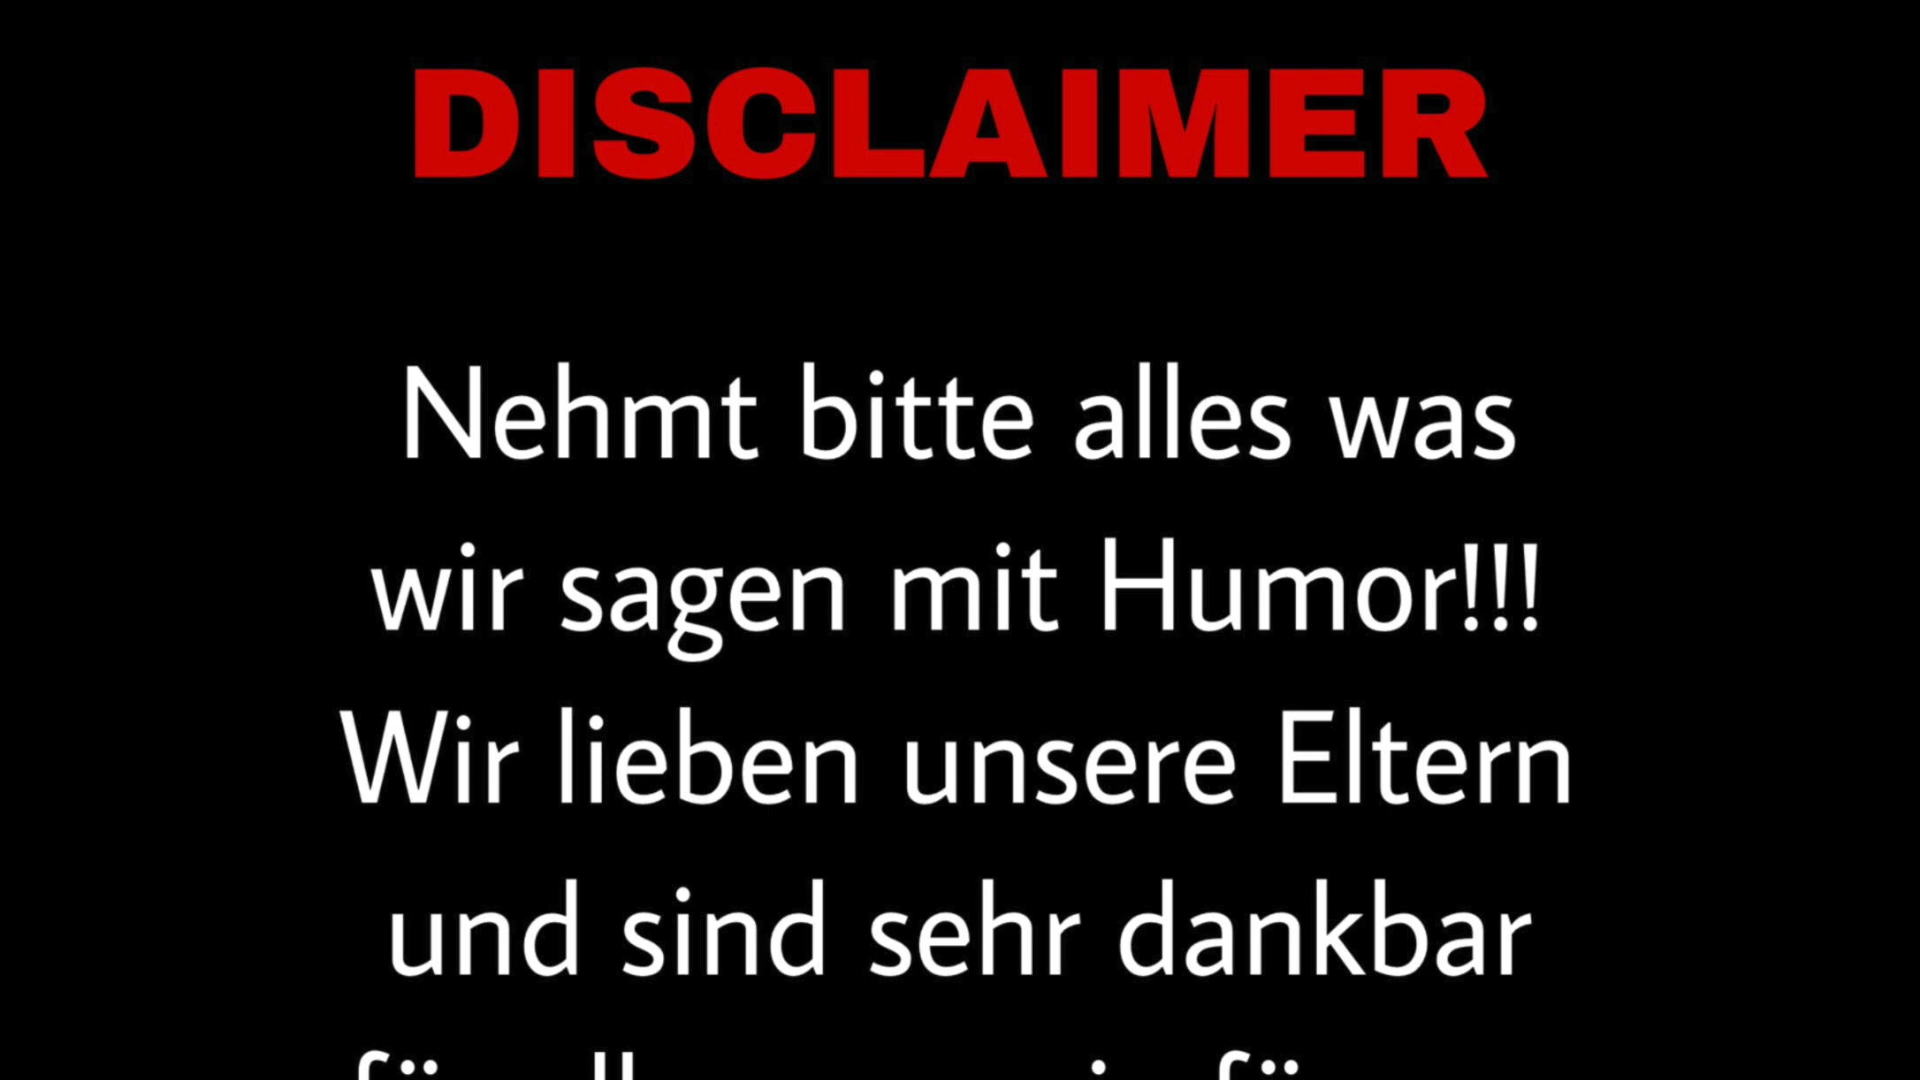 DISCLAIMER
Nehmt bitte alles was
wir sagen mit Humor!!!
Wir lieben unsere Eltern
und sind sehr dankbar